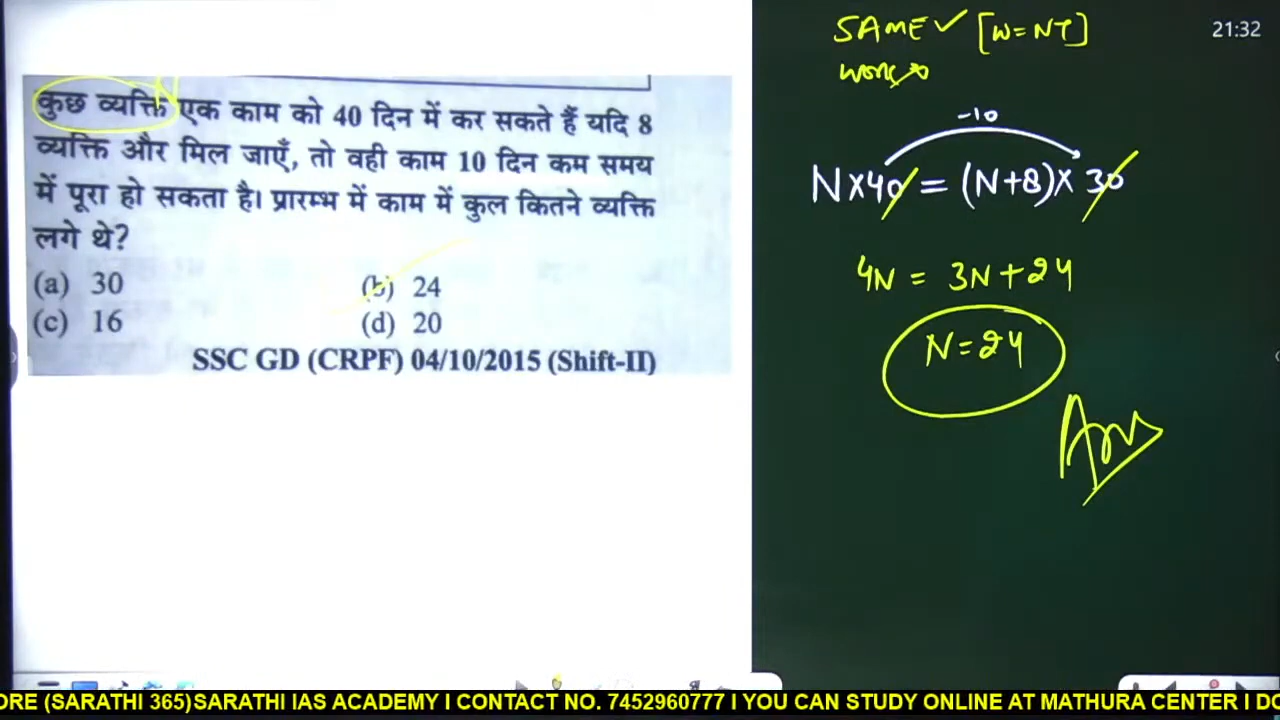 कुछ व्यक्ति एक काम को 40 दिन में कर सकते हैं यदि 8
व्यक्ति और मिल जाएँ, तो वही काम 10 दिन कम समय
में पूरा हो सकता है। प्रारम्भ में काम में कुल कितने व्यक्ति
लगे थे?
(a) 30 (b) 24
(c) 16 (d) 20
SSC GD (CRPF) 04/10/2015 (Shift-II)
N
SAME ✓ [W=NT]
work
21:32
-10
N×40 = (N+8)× 30
4N = 3N+24
N=24
Ans
ORE (SARATHI 365)SARATHI IAS ACADEMY I CONTACT NO. 7452960777 I YOU CAN STUDY ONLINE AT MATHURA CENTER I DO